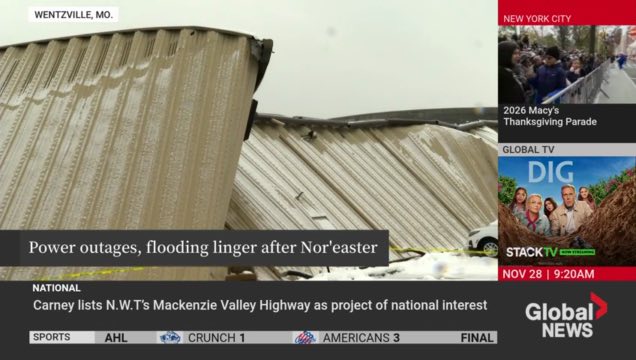 WENTZVILLE, MO.
Power outages, flooding linger after Nor'easter
NEW YORK CITY
2026 Macy's
Thanksgiving Parade
GLOBAL TV
DIG
STACKTV
NOW STREAMING
NOV 28 | 9:20AM
NATIONAL
Carney lists N.W.T's Mackenzie Valley Highway as project of national interest
SPORTS AHL CRUNCH 1 AMERICANS 3 FINAL
Global
NEWS